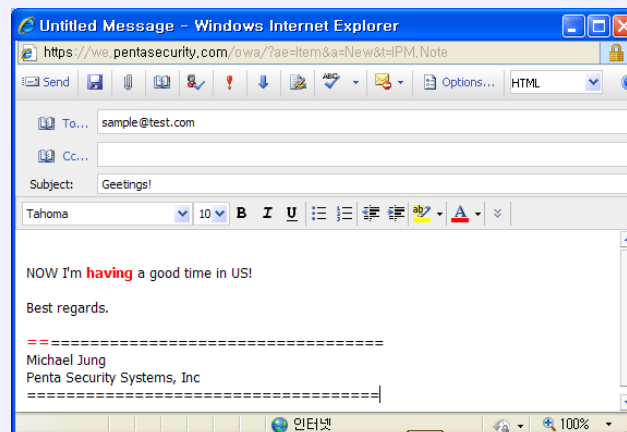 Untitled Message - Windows Internet Explorer
https://we.pentasecurity.com/owa/?ae=Item&a=New&t=IPM.Note
Send ABC Options... HTML
To... sample@test.com
Cc...
Subject: Geetings!
Tahoma 10 B I U ab A
NOW I'm having a good time in US!
Best regards.
====================================
Michael Jung
Penta Security Systems, Inc
====================================
인터넷 100%